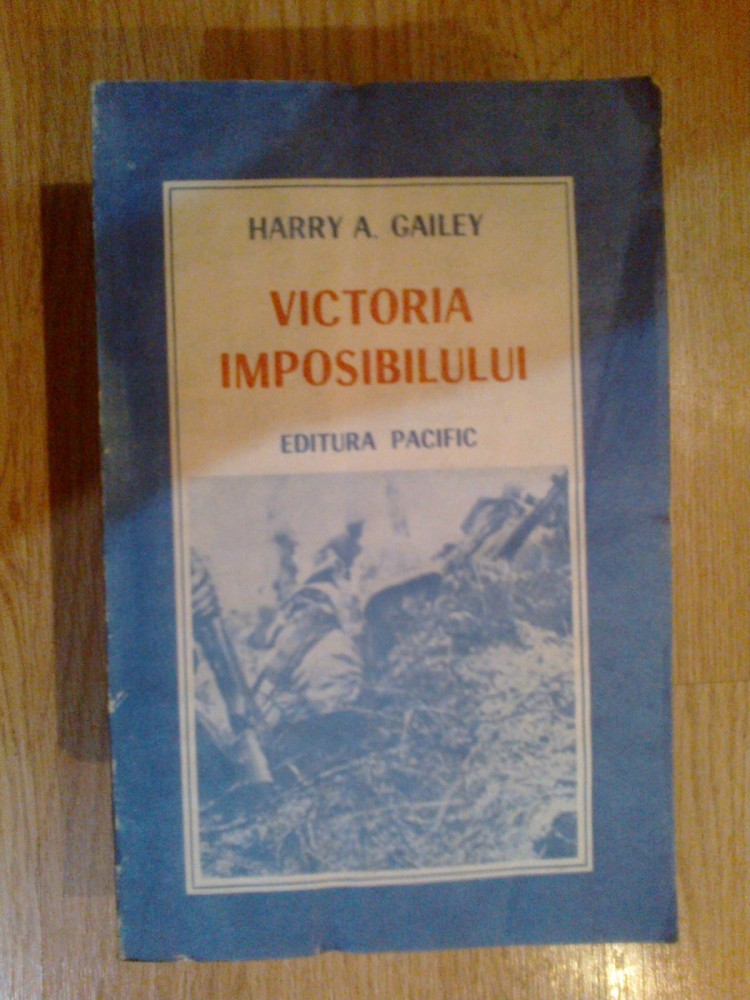 HARRY A. GAILEY
VICTORIA
IMPOSIBILULUI
EDITURA PACIFIC